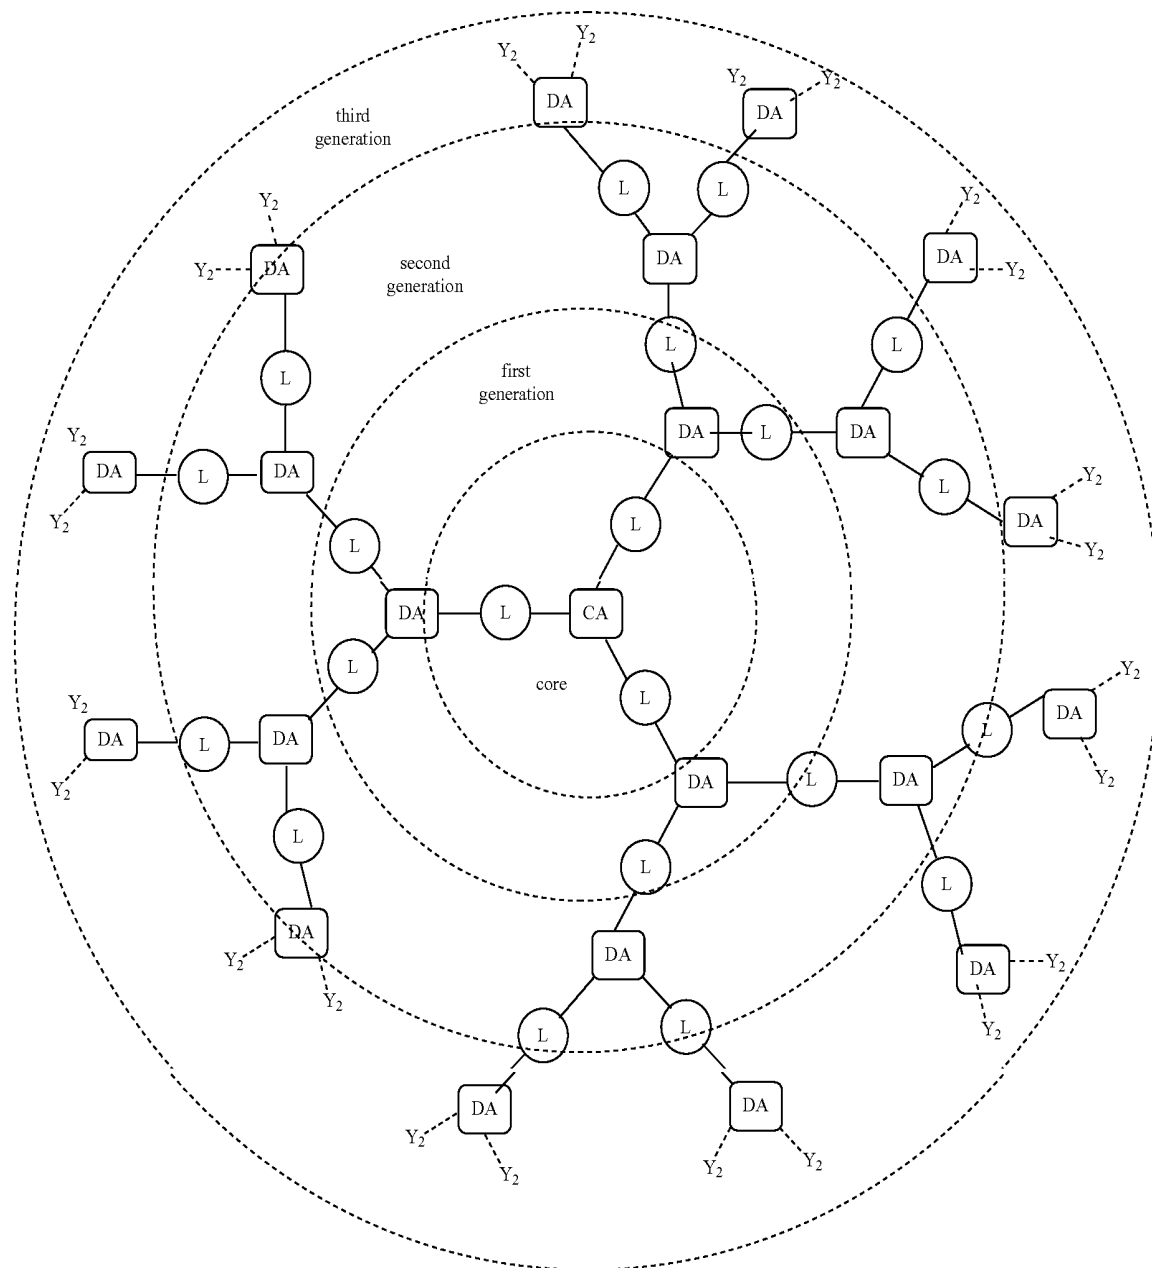 Y₂
Y₂
DA
Y₂
Y₂
DA
third
generation
L
L
Y₂
Y₂
DA
DA
Y₂
second
generation
Y₂
DA
L
L
first
generation
L
Y₂
DA
L
DA
L
DA
DA
L
DA
Y₂
L
Y₂
DA
Y₂
L
L
DA
L
CA
L
core
L
Y₂
Y₂
DA
L
DA
L
DA
Y₂
DA
L
DA
Y₂
L
L
L
DA
Y₂
DA
DA
Y₂
Y₂
Y₂
L
L
DA
DA
Y₂
Y₂
Y₂
Y₂